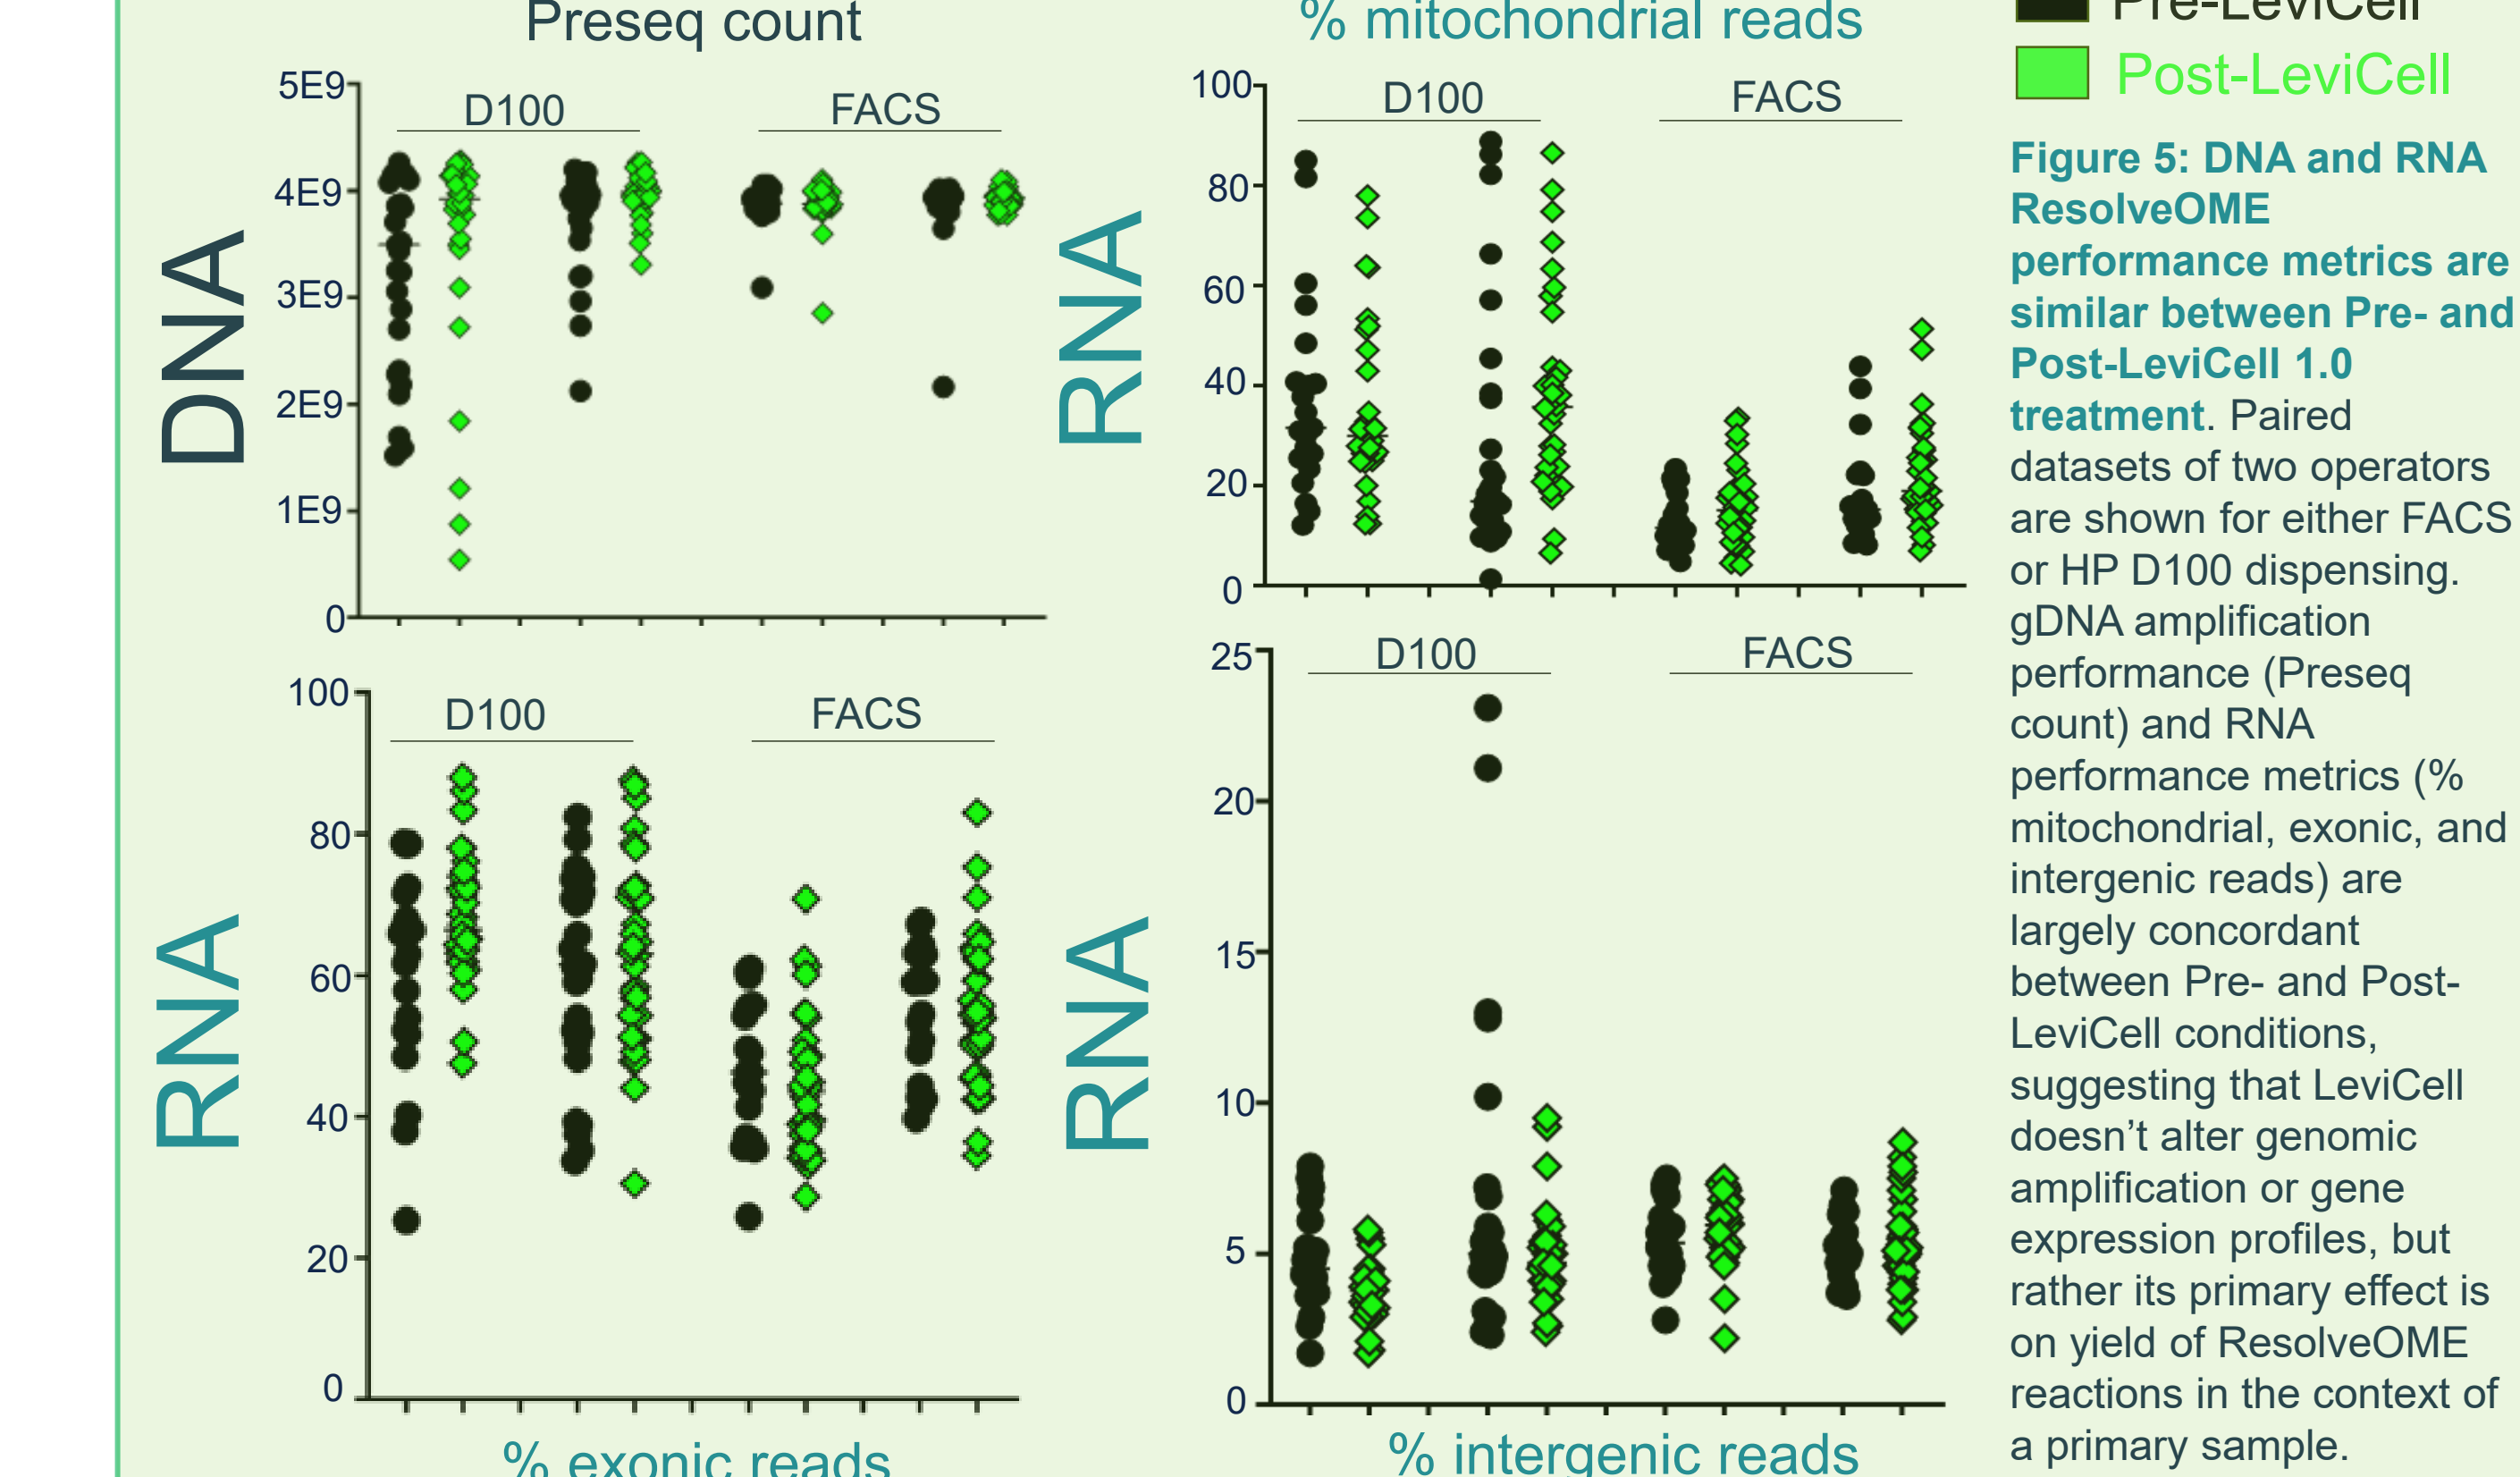 Preseq count
5E9
4E9
3E9
2E9
1E9
0
D100
FACS
DNA
% mitochondrial reads
100
80
60
40
20
0
D100
FACS
RNA
100
80
60
40
20
0
D100
FACS
RNA
% exonic reads
25
20
15
10
5
0
D100
FACS
RNA
% intergenic reads
Pre-LeviCell
Post-LeviCell
Figure 5: DNA and RNA
ResolveOME
performance metrics are
similar between Pre- and
Post-LeviCell 1.0
treatment. Paired
datasets of two operators
are shown for either FACS
or HP D100 dispensing.
gDNA amplification
performance (Preseq
count) and RNA
performance metrics (%
mitochondrial, exonic, and
intergenic reads) are
largely concordant
between Pre- and Post-
LeviCell conditions,
suggesting that LeviCell
doesn’t alter genomic
amplification or gene
expression profiles, but
rather its primary effect is
on yield of ResolveOME
reactions in the context of
a primary sample.